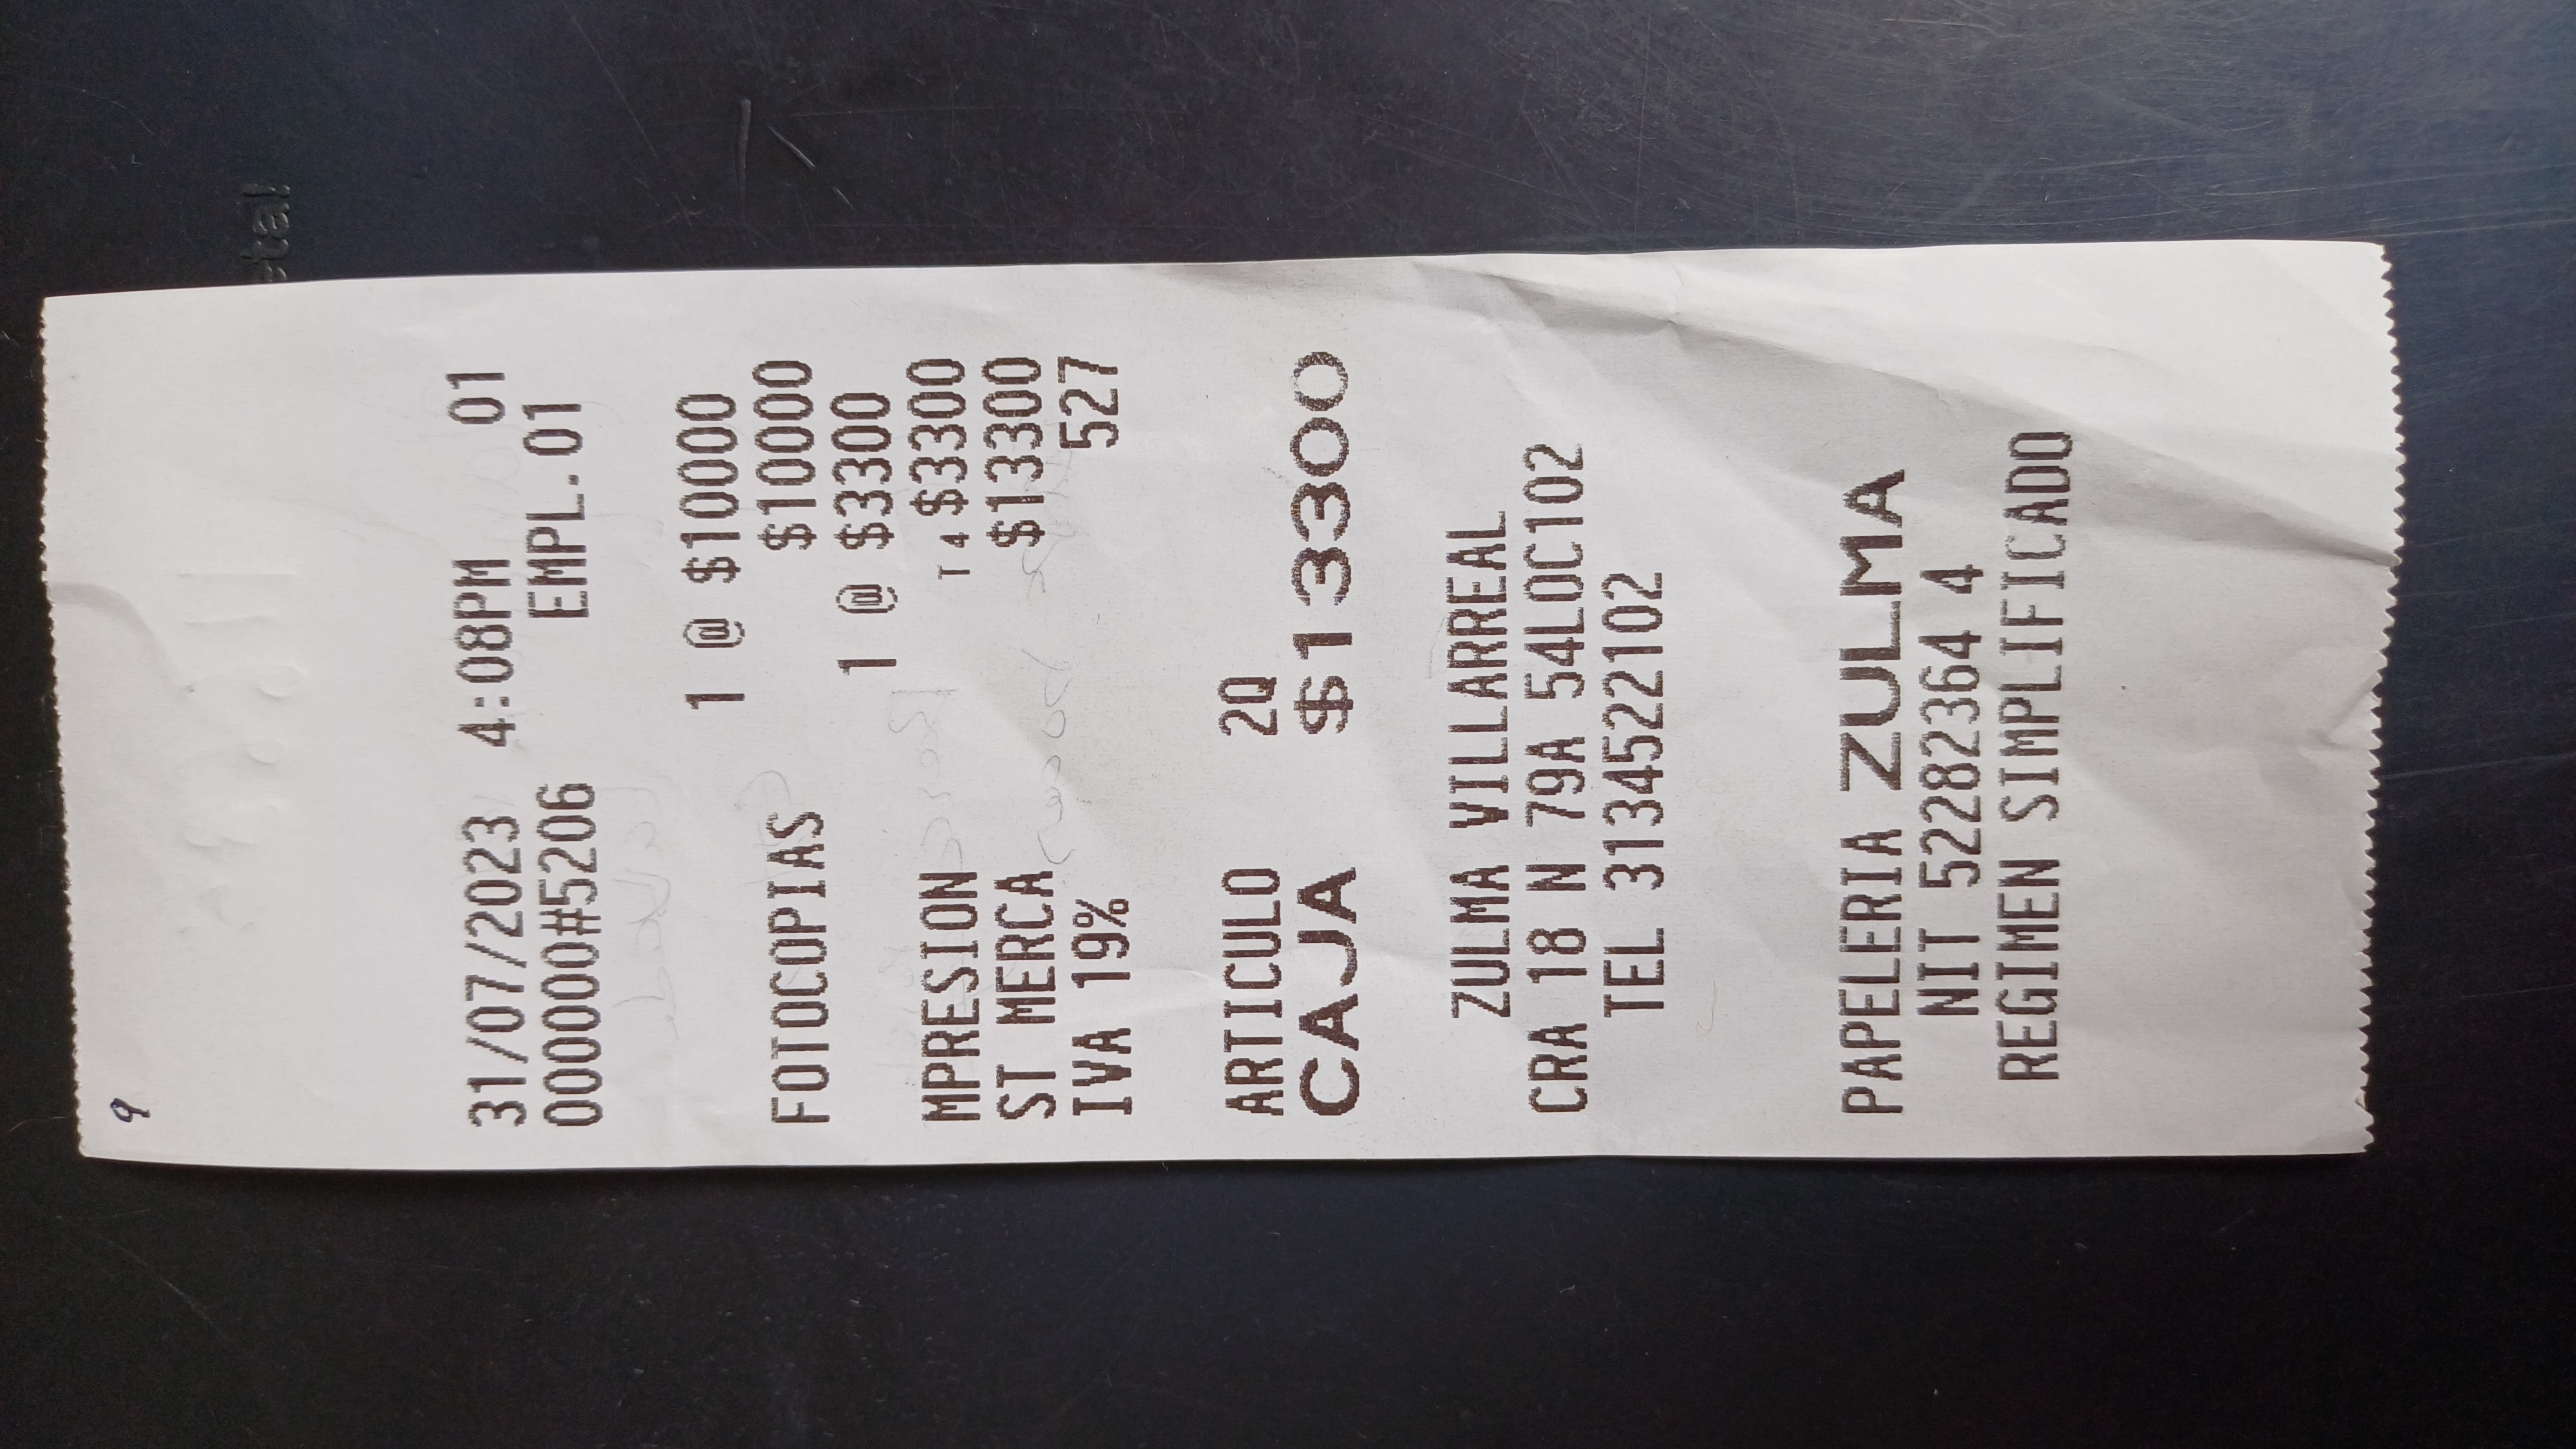 9
31/07/2023 4:08PM 01
000000#5206 EMPL.01
1 @ $10000
FOTOCOPIAS $10000
1 @ $3300
MPRESION T4 $3300
ST MERCA $13300
IVA 19% 527
ARTICULO 2Q
CAJA $13300
ZULMA VILLARREAL
CRA 18 N 79A 54LOC102
TEL 3134522102
PAPELERIA ZULMA
NIT 52282364 4
REGIMEN SIMPLIFICADO